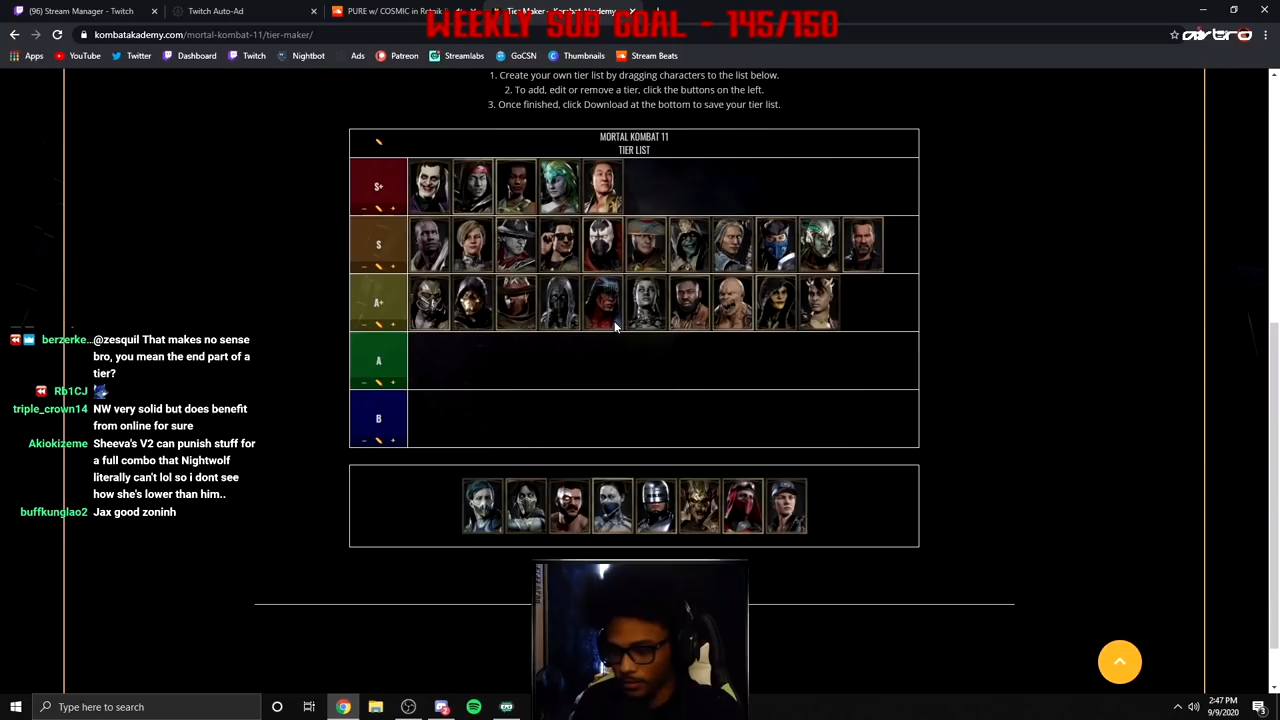 (96) Stream Manager - Twitch
Twitch Auto-Ad
PURE w/ COSMIC in
WEEKLY SUB GOAL - 145/150
kombatakademy.com/mortal-kombat-11/tier-maker/
astro
Apps
YouTube
Twitter
Dashboard
Twitch
Nightbot
Ads
Patreon
Streamlabs
GoCSN
Thumbnails
Stream Beats
1. Create your own tier list by dragging characters to the list below.
2. To add, edit or remove a tier, click the buttons on the left.
3. Once finished, click Download at the bottom to save your tier list.
MORTAL KOMBAT 11
TIER LIST
S+
S
A+
A
B
berzerke... @zesquil That makes no sense
bro, you mean the end part of a
tier?
Rb1CJ
triple_crown14 NW very solid but does benefit
from online for sure
Akiokizeme Sheeva's V2 can punish stuff for
a full combo that Nightwolf
literally can't lol so i dont see
how she's lower than him..
buffkunglao2 Jax good zoninh
Type here to search
2:47 PM
9/9/2020